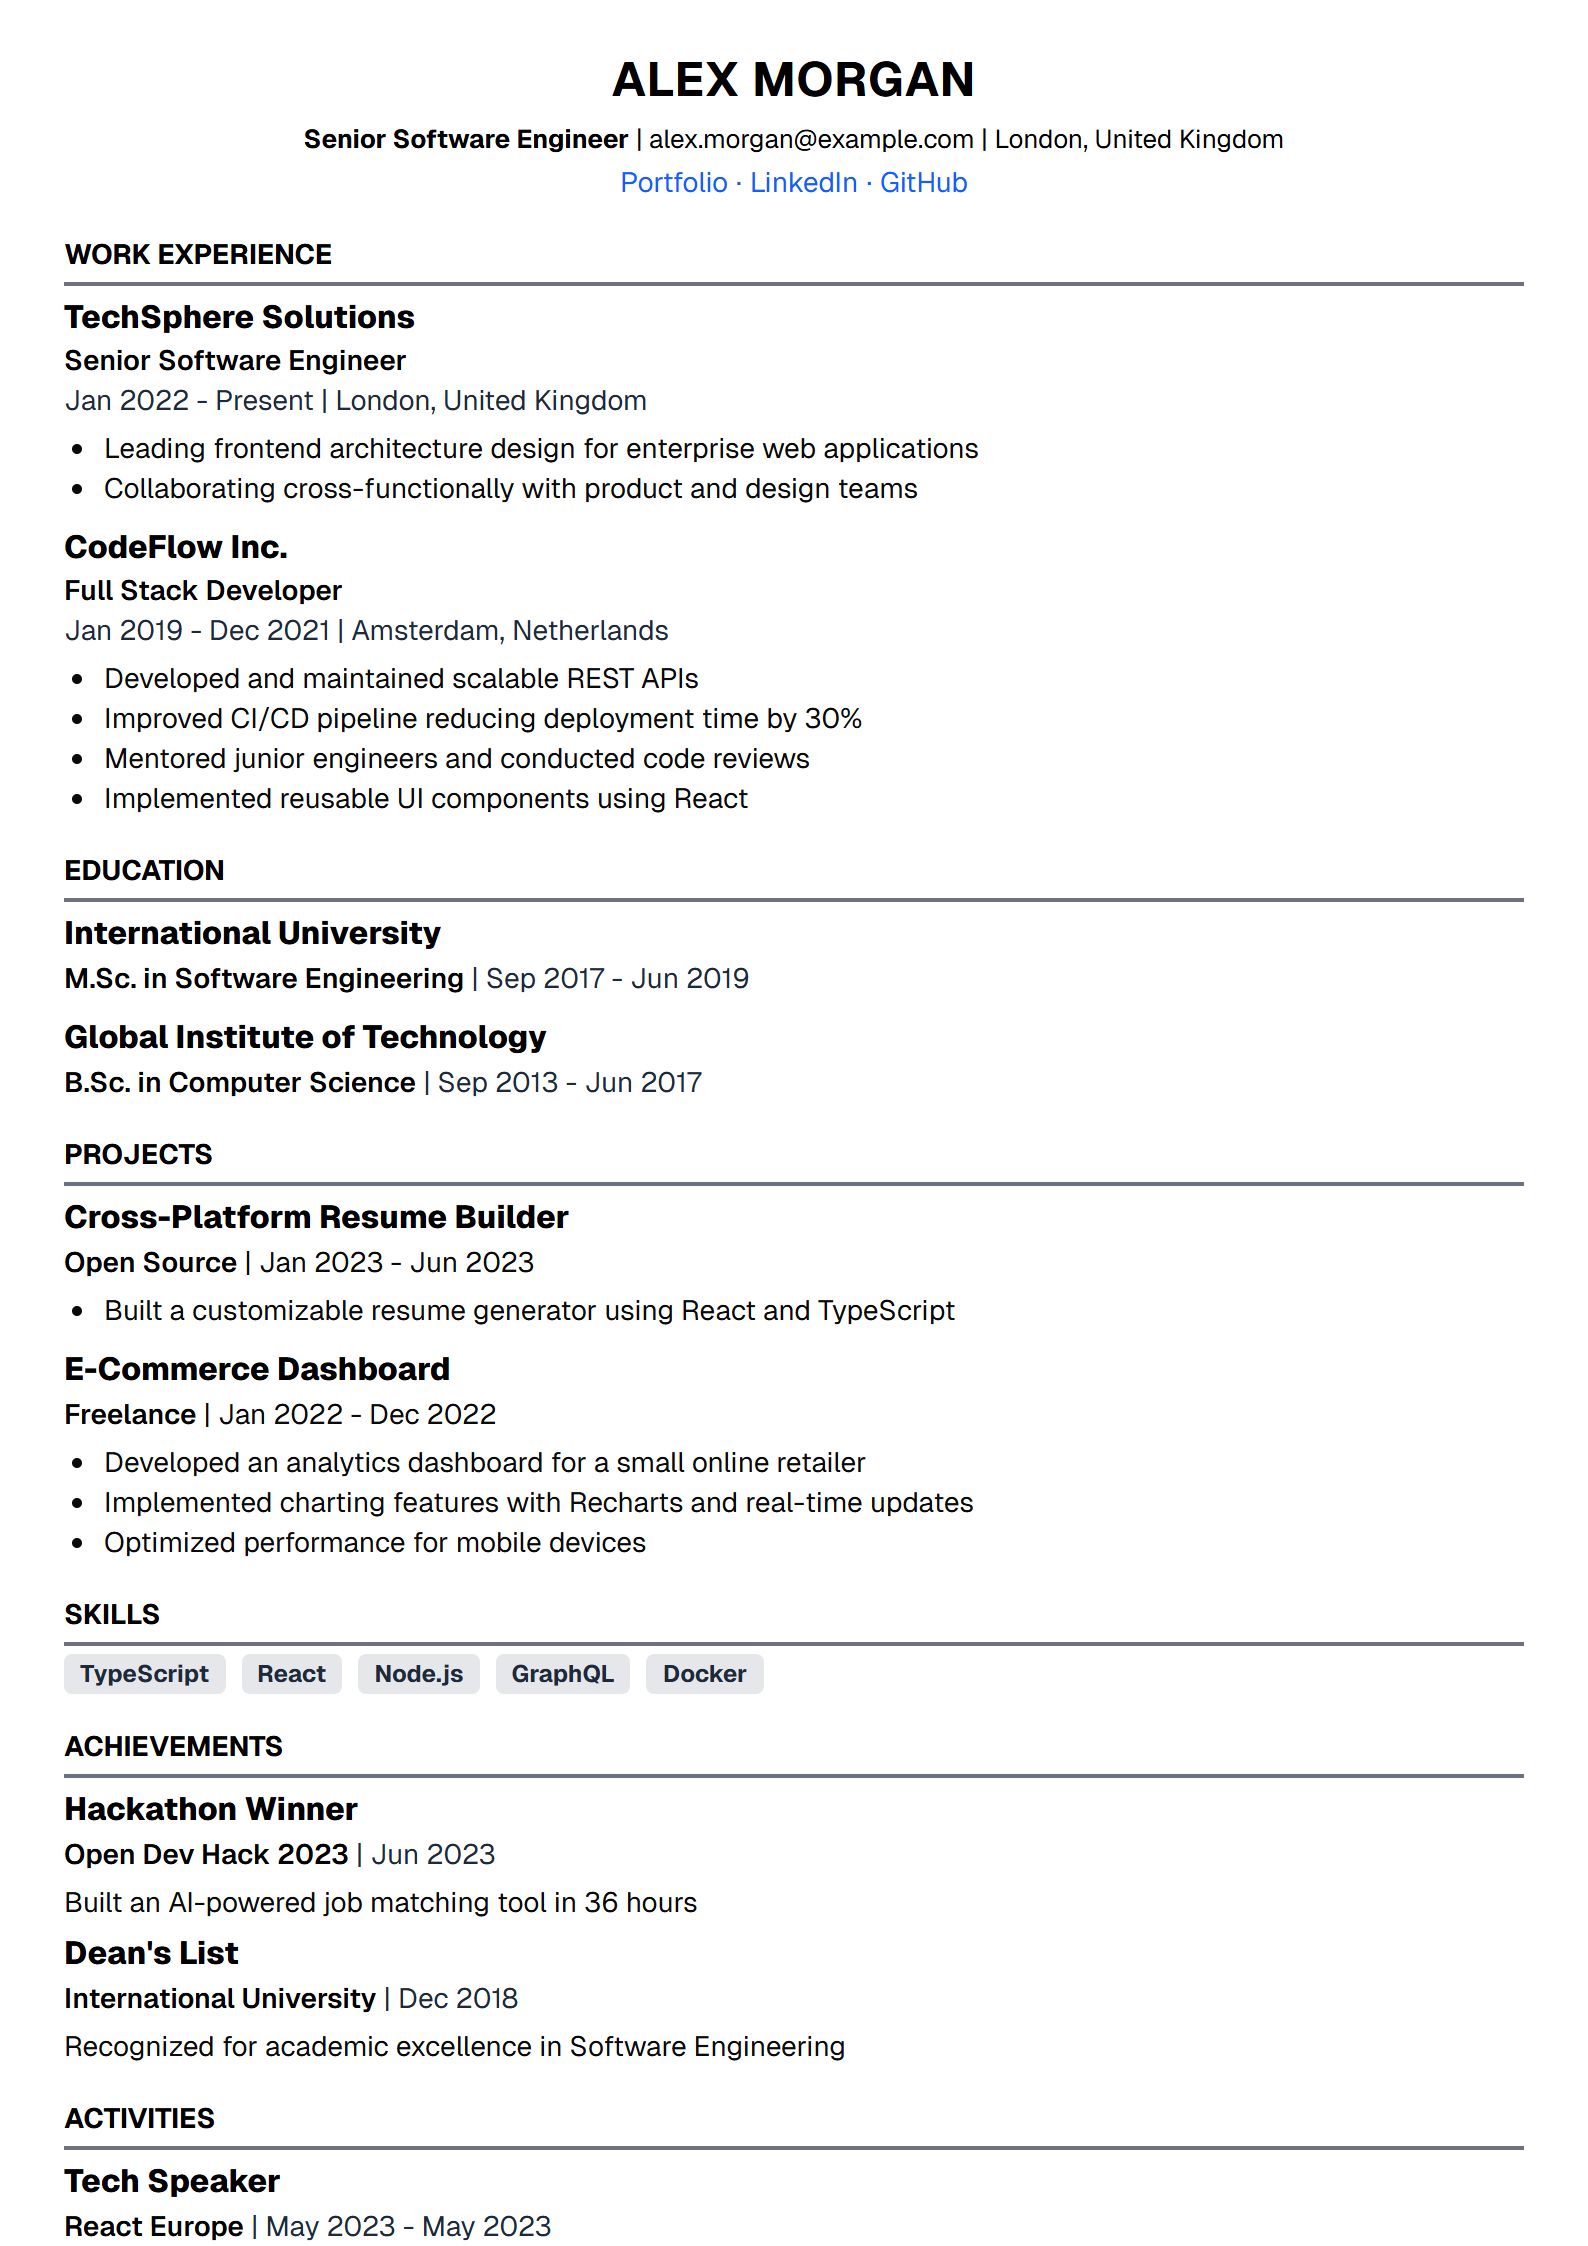 ALEX MORGAN
Senior Software Engineer | alex.morgan@example.com | London, United Kingdom
Portfolio · LinkedIn · GitHub
WORK EXPERIENCE
TechSphere Solutions
Senior Software Engineer
Jan 2022 - Present | London, United Kingdom
• Leading frontend architecture design for enterprise web applications
• Collaborating cross-functionally with product and design teams
CodeFlow Inc.
Full Stack Developer
Jan 2019 - Dec 2021 | Amsterdam, Netherlands
• Developed and maintained scalable REST APIs
• Improved CI/CD pipeline reducing deployment time by 30%
• Mentored junior engineers and conducted code reviews
• Implemented reusable UI components using React
EDUCATION
International University
M.Sc. in Software Engineering | Sep 2017 - Jun 2019
Global Institute of Technology
B.Sc. in Computer Science | Sep 2013 - Jun 2017
PROJECTS
Cross-Platform Resume Builder
Open Source | Jan 2023 - Jun 2023
• Built a customizable resume generator using React and TypeScript
E-Commerce Dashboard
Freelance | Jan 2022 - Dec 2022
• Developed an analytics dashboard for a small online retailer
• Implemented charting features with Recharts and real-time updates
• Optimized performance for mobile devices
SKILLS
TypeScript React Node.js GraphQL Docker
ACHIEVEMENTS
Hackathon Winner
Open Dev Hack 2023 | Jun 2023
Built an AI-powered job matching tool in 36 hours
Dean's List
International University | Dec 2018
Recognized for academic excellence in Software Engineering
ACTIVITIES
Tech Speaker
React Europe | May 2023 - May 2023